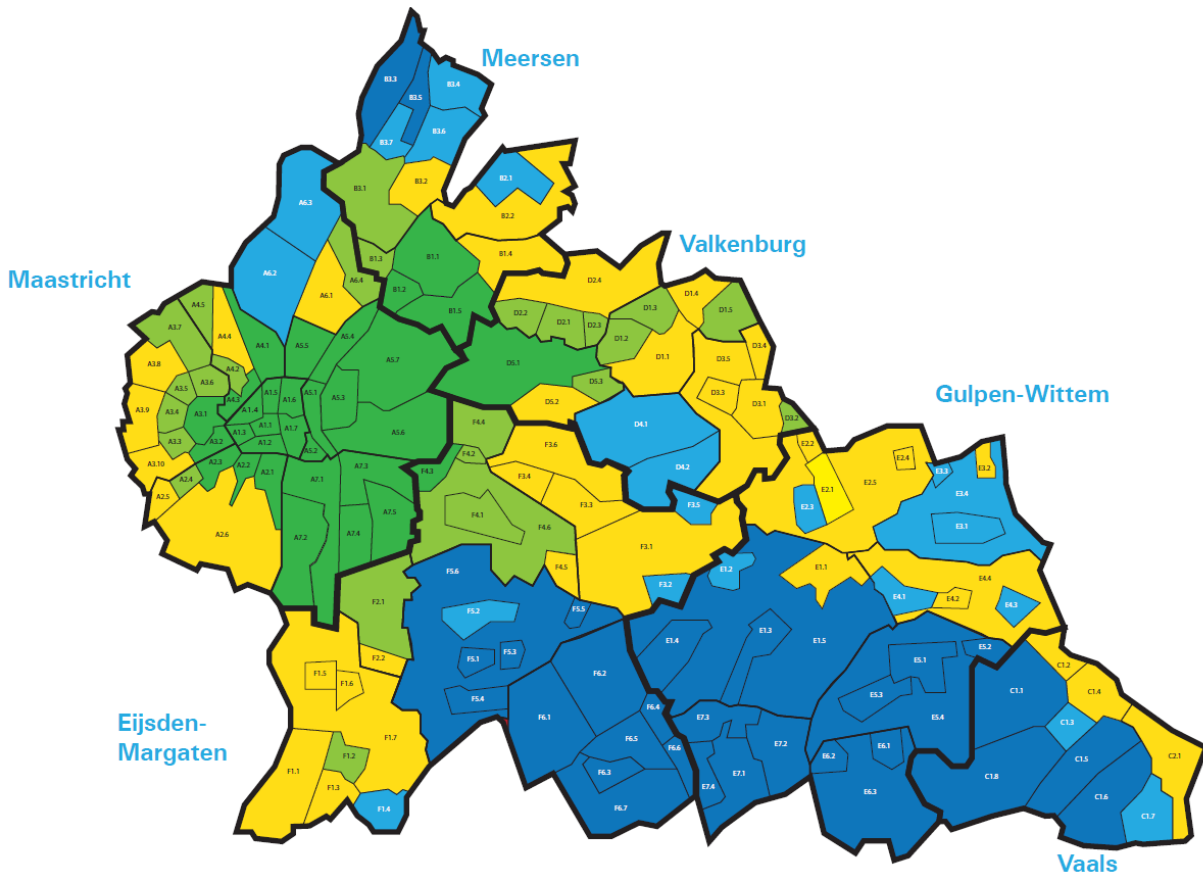 Meersen
B3.3
B3.5
B3.4
B3.7
B3.6
B3.1
B3.2
B2.1
B2.2
A6.3
A6.2
A6.1
A6.4
B1.3
B1.1
B1.2
B1.5
B1.4
Valkenburg
D2.4
D2.2
D2.1
D2.3
D1.3
D1.4
D1.5
D1.2
D1.1
D3.4
D3.5
D3.3
D3.1
D3.2
D5.1
D5.3
D5.2
D4.1
D4.2
Maastricht
A4.5
A3.7
A4.4
A4.1
A5.5
A5.4
A5.7
A3.8
A3.6
A4.2
A3.5
A4.3
A1.5
A1.6
A5.1
A5.3
A3.9
A3.4
A3.1
A1.4
A1.1
A1.7
A1.3
A3.3
A3.2
A1.2
A5.2
A5.6
A3.10
A2.3
A2.2
A2.1
A2.4
A2.5
A2.6
A7.3
A7.1
A7.5
A7.2
A7.4
Gulpen-Wittem
E2.2
E2.4
E2.1
E2.5
E2.3
E3.3
E3.2
E3.4
E3.1
E4.4
E4.1
E4.2
E4.3
E1.2
E1.1
E1.4
E1.3
E1.5
E5.2
E5.1
E5.3
E5.4
E7.3
E7.2
E7.1
E7.4
E6.2
E6.1
E6.3
F4.4
F4.2
F4.3
F4.1
F4.6
F4.5
F3.6
F3.4
F3.3
F3.5
F3.1
F3.2
Eijsden-
Margaten
F2.1
F2.2
F1.5
F1.6
F1.7
F1.1
F1.2
F1.3
F1.4
F5.6
F5.2
F5.5
F5.1
F5.3
F5.4
F6.2
F6.1
F6.4
F6.5
F6.6
F6.3
F6.7
C1.2
C1.1
C1.4
C1.3
C2.1
C1.5
C1.8
C1.6
C1.7
Vaals